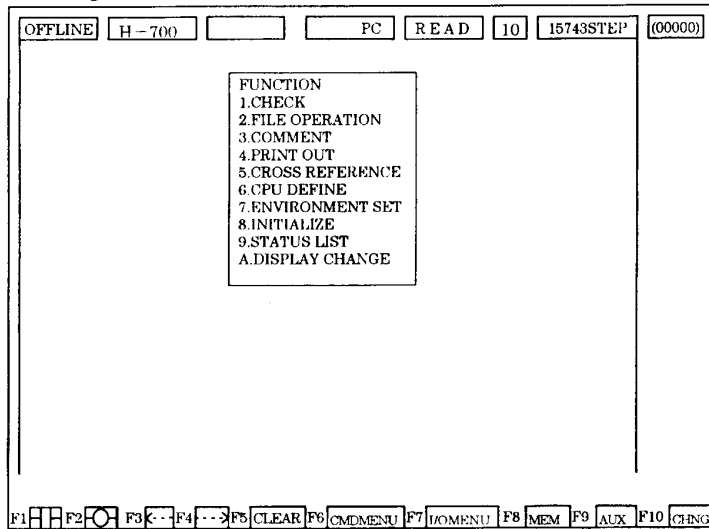 OFFLINE H-700 PC READ 10 15743STEP (00000)
FUNCTION
1.CHECK
2.FILE OPERATION
3.COMMENT
4.PRINT OUT
5.CROSS REFERENCE
6.CPU DEFINE
7.ENVIRONMENT SET
8.INITIALIZE
9.STATUS LIST
A.DISPLAY CHANGE
F1 F2 F3 F4 F5 CLEAR F6 CMDMENU F7 I/OMENU F8 MEM F9 AUX F10 CHNG